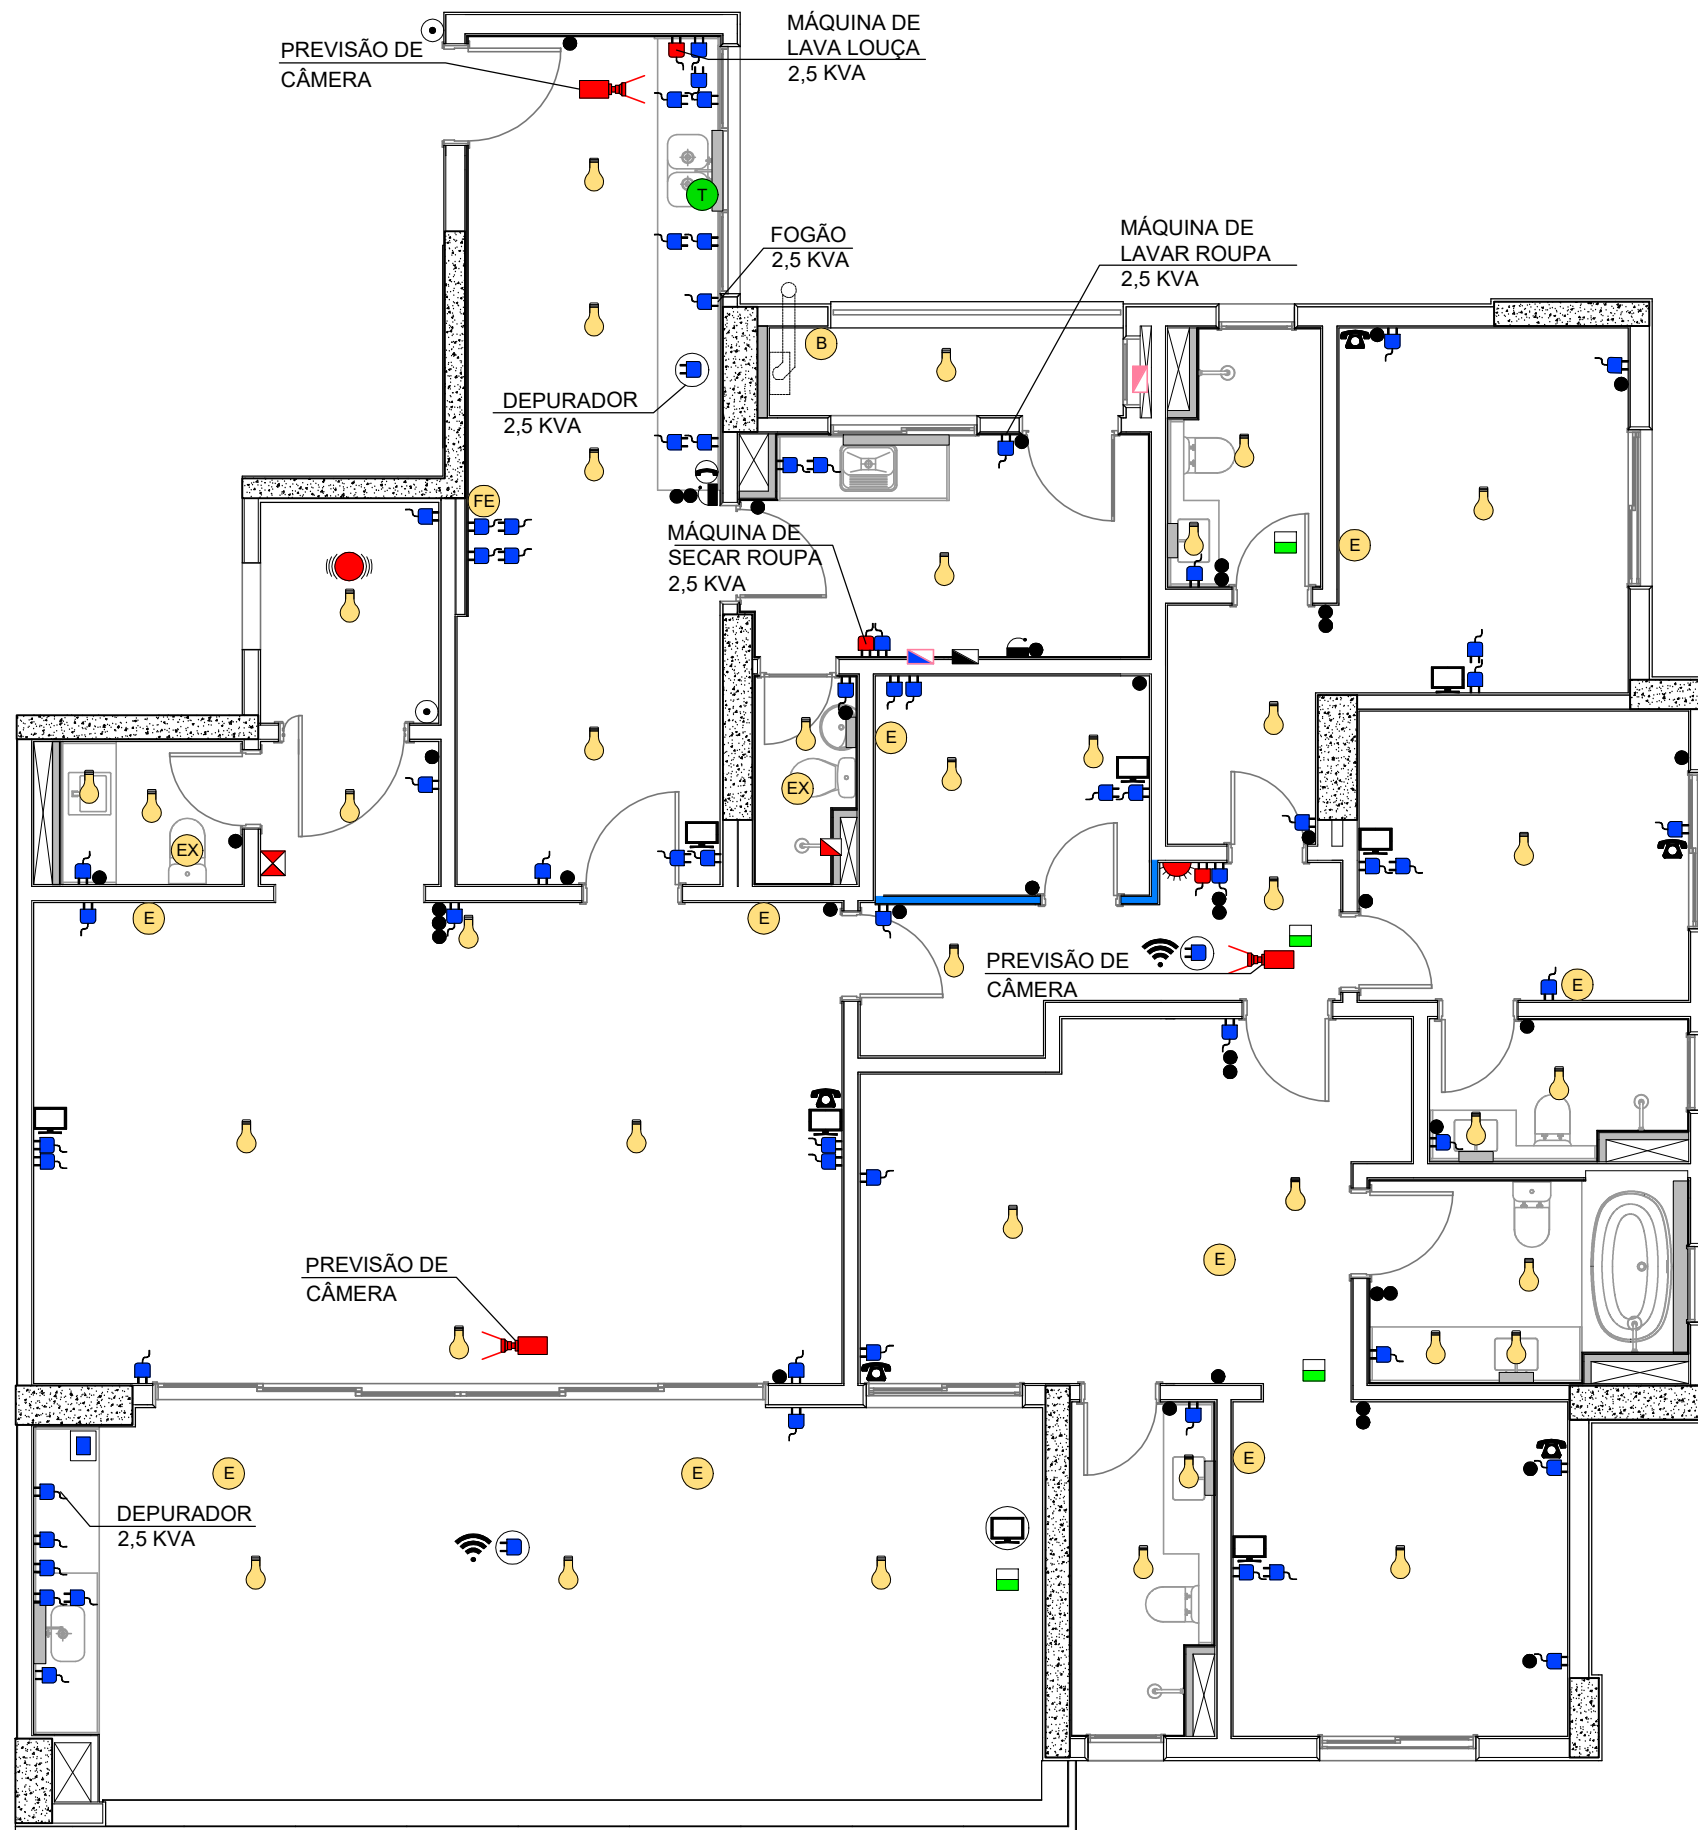 MÁQUINA DE
LAVA LOUÇA
2,5 KVA
PREVISÃO DE
CÂMERA
T
FOGÃO
2,5 KVA
MÁQUINA DE
LAVAR ROUPA
2,5 KVA
B
DEPURADOR
2,5 KVA
FE
MÁQUINA DE
SECAR ROUPA
2,5 KVA
E
E
EX
EX
E
E
PREVISÃO DE
CÂMERA
E
E
PREVISÃO DE
CÂMERA
E
E
E
DEPURADOR
2,5 KVA